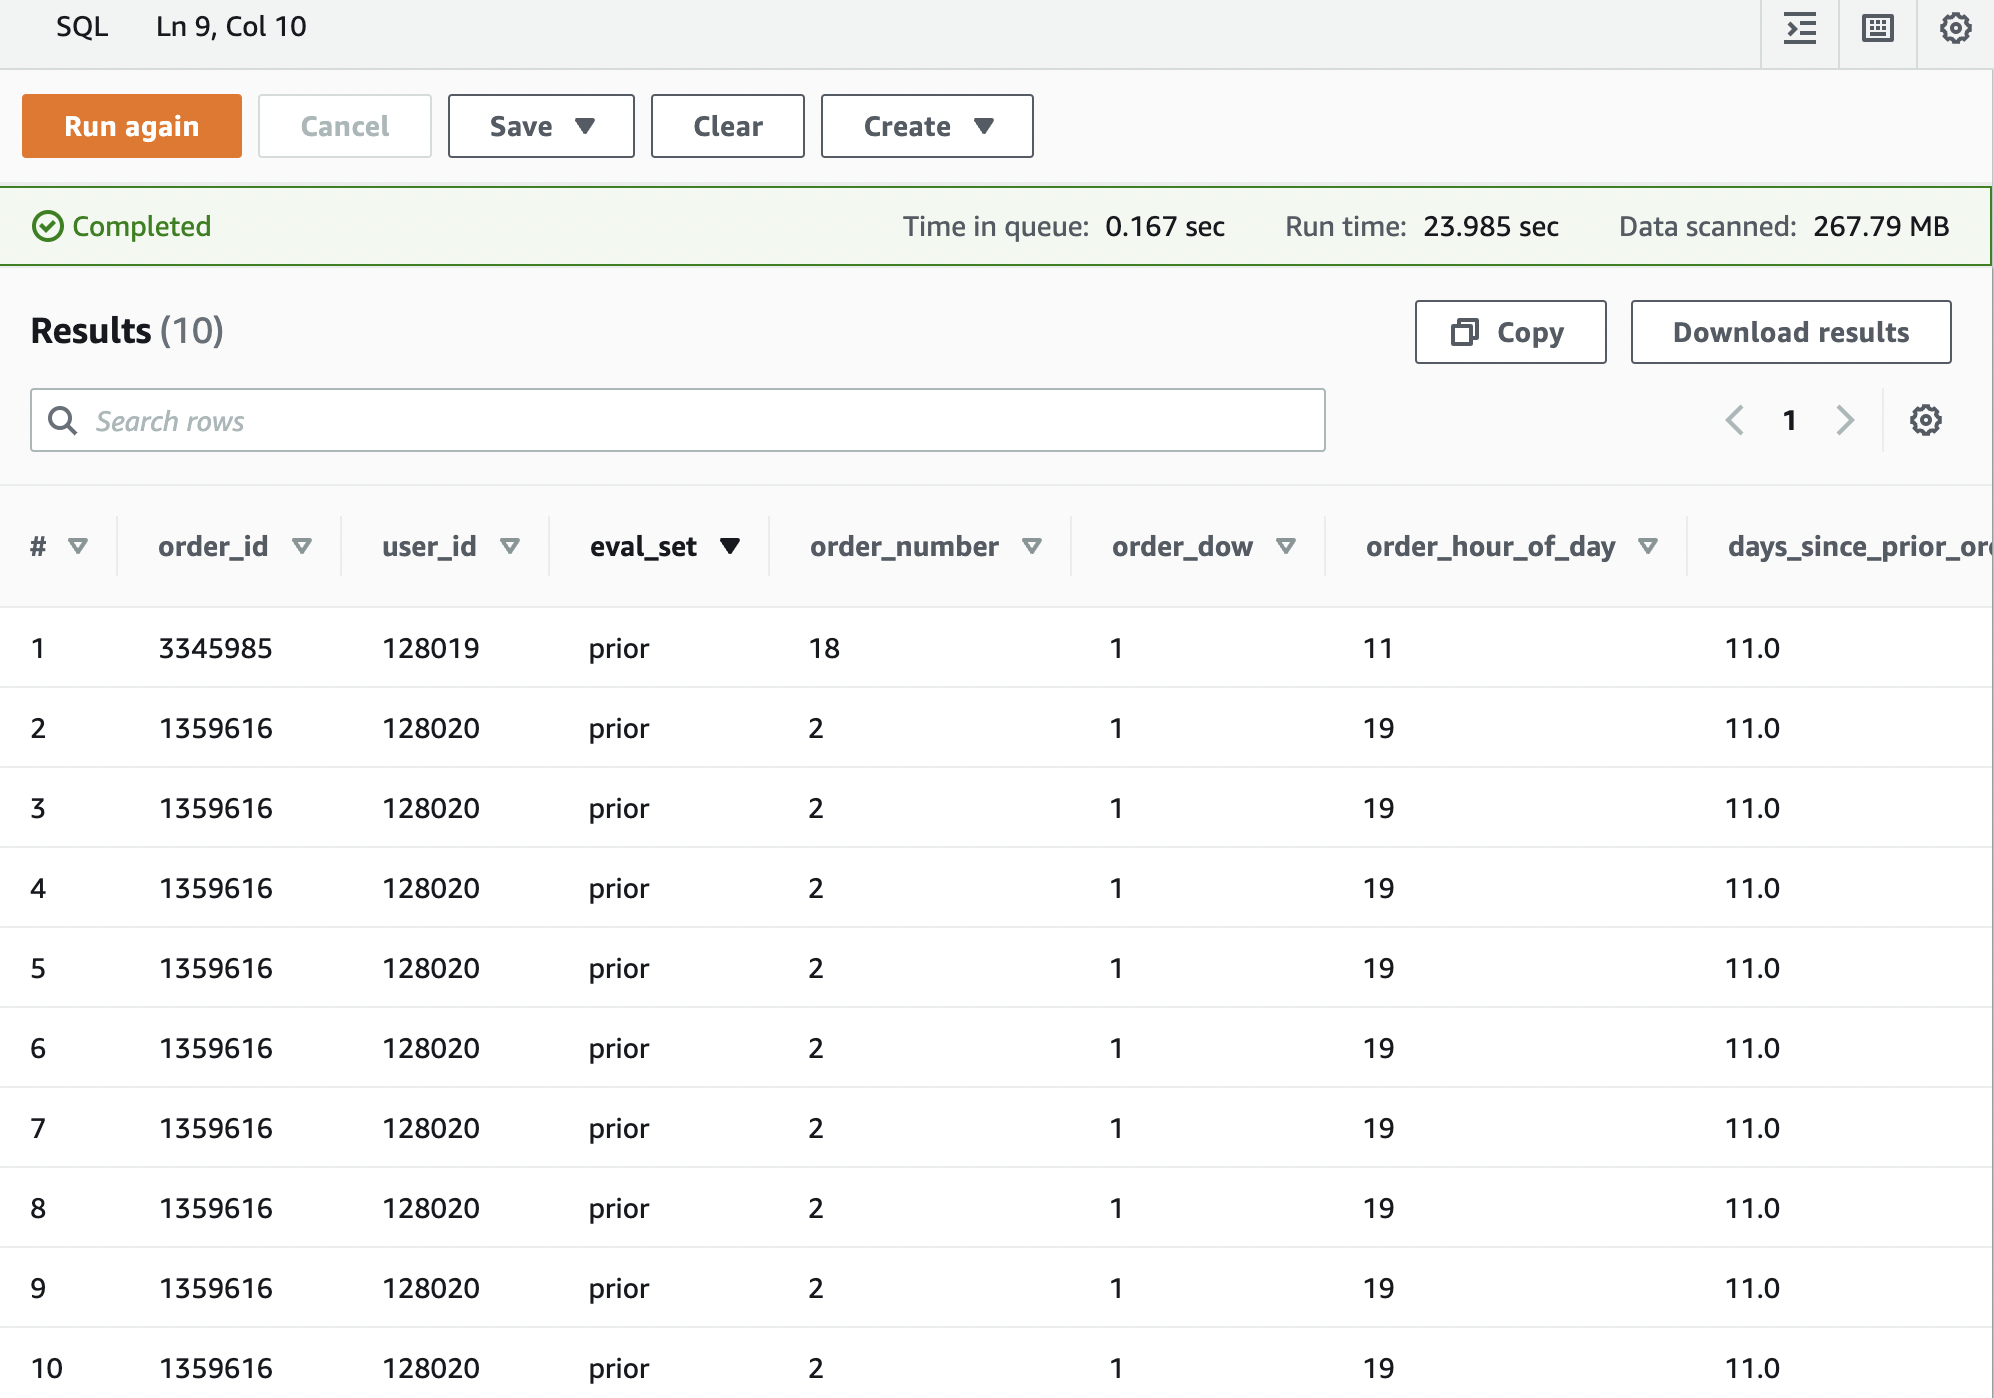 SQL Ln 9, Col 10
Run again Cancel Save Clear Create
Completed Time in queue: 0.167 sec Run time: 23.985 sec Data scanned: 267.79 MB
Results (10) Copy Download results
Search rows 1
# order_id user_id eval_set order_number order_dow order_hour_of_day days_since_prior_or
1 3345985 128019 prior 18 1 11 11.0
2 1359616 128020 prior 2 1 19 11.0
3 1359616 128020 prior 2 1 19 11.0
4 1359616 128020 prior 2 1 19 11.0
5 1359616 128020 prior 2 1 19 11.0
6 1359616 128020 prior 2 1 19 11.0
7 1359616 128020 prior 2 1 19 11.0
8 1359616 128020 prior 2 1 19 11.0
9 1359616 128020 prior 2 1 19 11.0
10 1359616 128020 prior 2 1 19 11.0